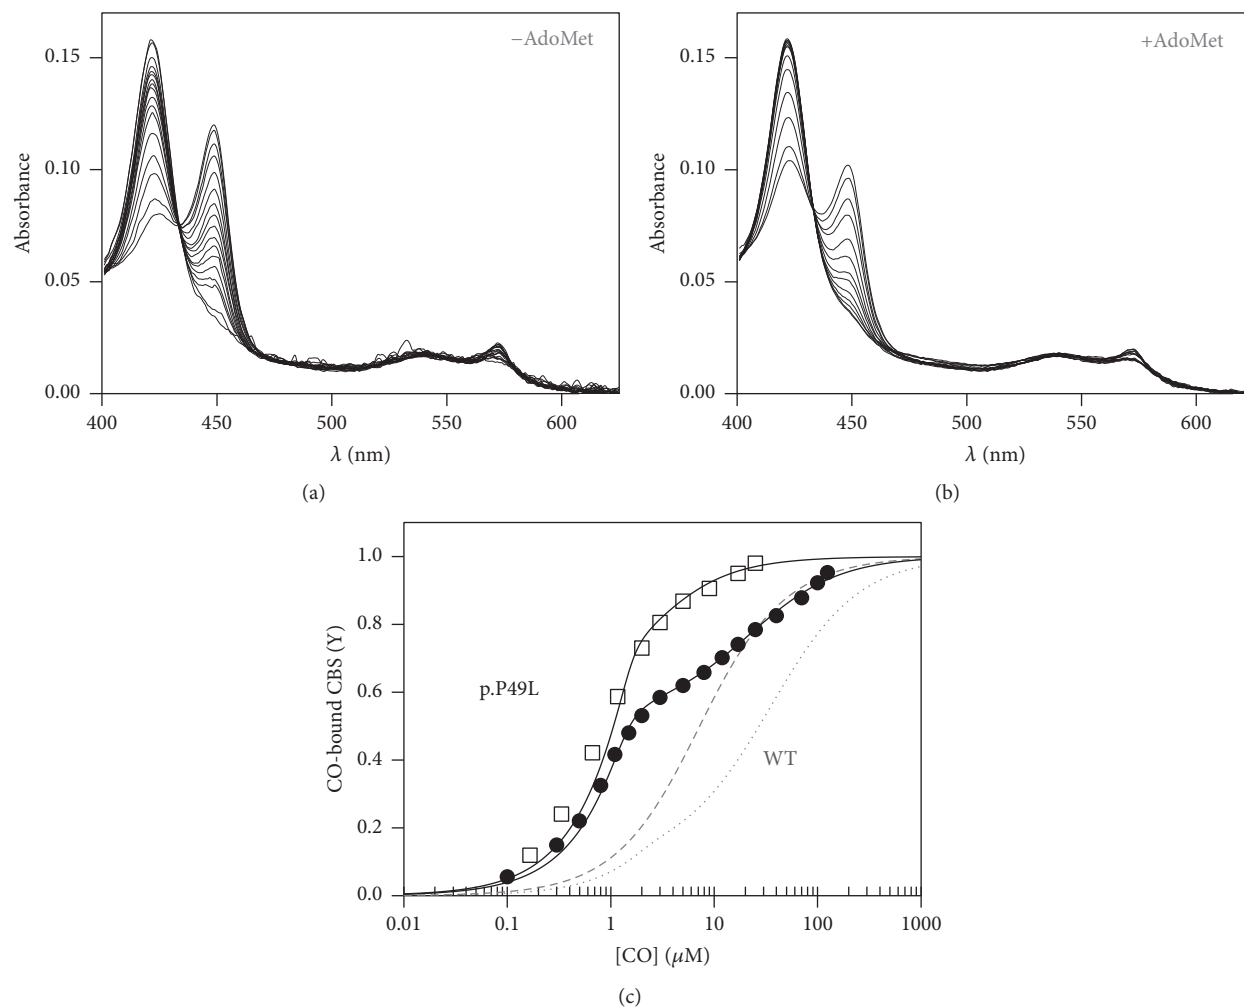 −AdoMet
0.15
0.10
0.05
0.00
Absorbance
400 450 500 550 600
λ (nm)
(a)
+AdoMet
0.15
0.10
0.05
0.00
Absorbance
400 450 500 550 600
λ (nm)
(b)
1.0
0.8
0.6
0.4
0.2
0.0
CO-bound CBS (Y)
p.P49L
WT
0.01 0.1 1 10 100 1000
[CO] (μM)
(c)